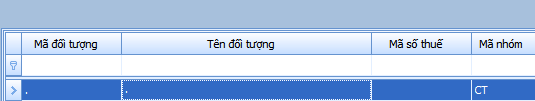 Mã đối tượng Tên đối tượng Mã số thuế Mã nhóm
. . CT